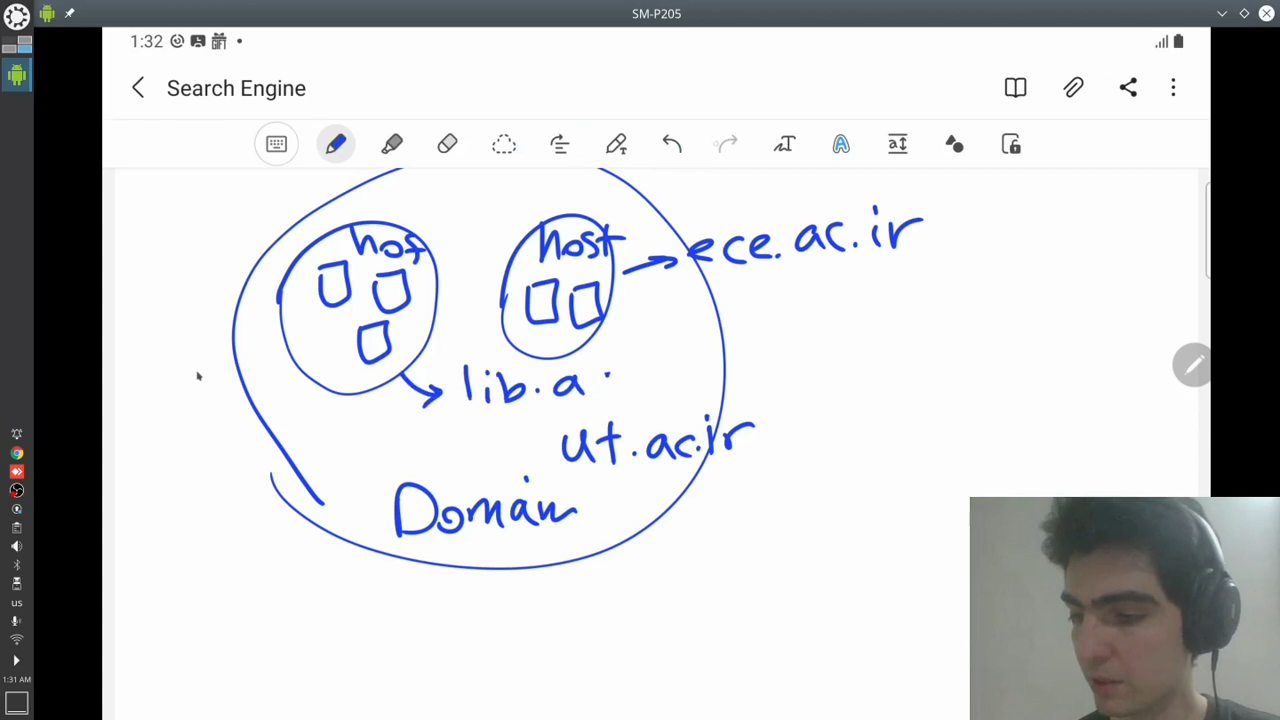 SM-P205
1:32
Search Engine
host
host
ece.ac.ir
lib.a.
ut.ac.ir
Domain
us
1:31 AM